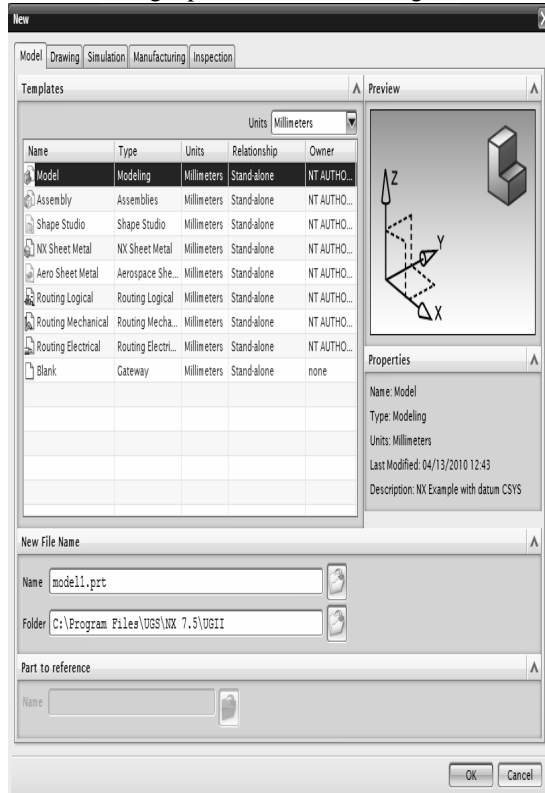 New
Model Drawing Simulation Manufacturing Inspection
Templates
Units Millimeters
Name Type Units Relationship Owner
Model Modeling Millimeters Stand-alone NT AUTHO...
Assembly Assemblies Millimeters Stand-alone NT AUTHO...
Shape Studio Shape Studio Millimeters Stand-alone NT AUTHO...
NX Sheet Metal NX Sheet Metal Millimeters Stand-alone NT AUTHO...
Aero Sheet Metal Aerospace She... Millimeters Stand-alone NT AUTHO...
Routing Logical Routing Logical Millimeters Stand-alone NT AUTHO...
Routing Mechanical Routing Mecha... Millimeters Stand-alone NT AUTHO...
Routing Electrical Routing Electri... Millimeters Stand-alone NT AUTHO...
Blank Gateway Millimeters Stand-alone none
Preview
Z
Y
X
Properties
Name: Model
Type: Modeling
Units: Millimeters
Last Modified: 04/13/2010 12:43
Description: NX Example with datum CSYS
New File Name
Name model1.prt
Folder C:\Program Files\UGS\NX 7.5\UGII
Part to reference
Name
OK Cancel